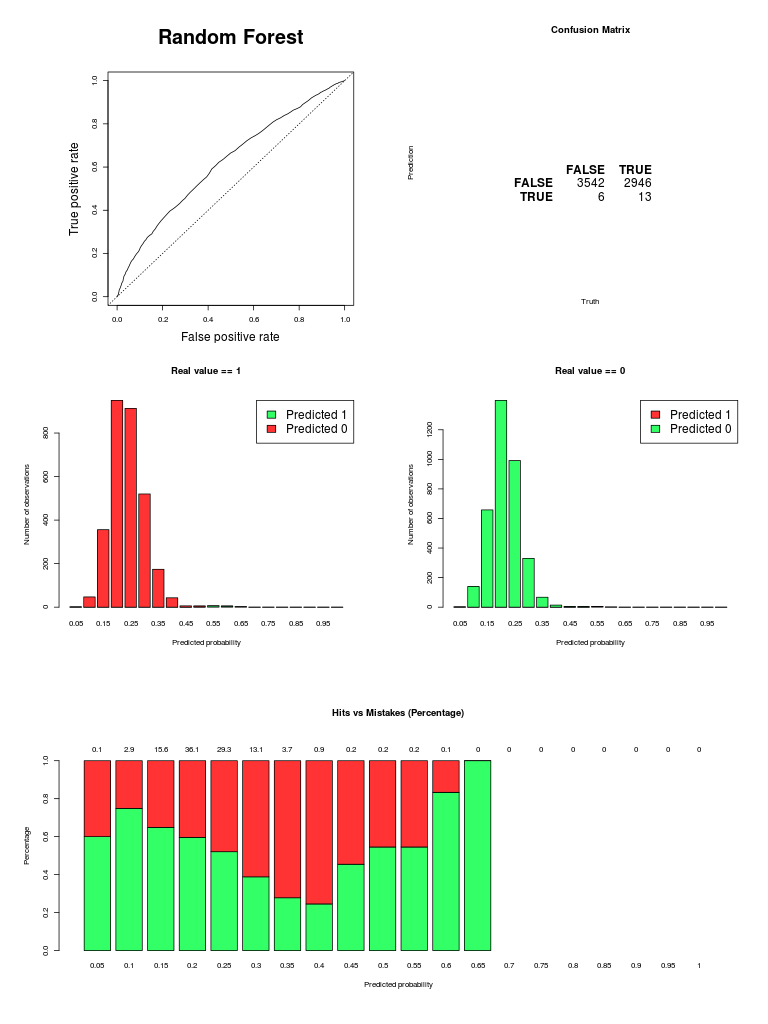 Random Forest
True positive rate
0.0 0.2 0.4 0.6 0.8 1.0
0.0 0.2 0.4 0.6 0.8 1.0
False positive rate
Confusion Matrix
Prediction
FALSE TRUE
FALSE 3542 2946
TRUE 6 13
Truth
Real value == 1
Number of observations
0 200 400 600 800
Predicted 1
Predicted 0
0.05 0.15 0.25 0.35 0.45 0.55 0.65 0.75 0.85 0.95
Predicted probability
Real value == 0
Number of observations
0 200 400 600 800 1000 1200
Predicted 1
Predicted 0
0.05 0.15 0.25 0.35 0.45 0.55 0.65 0.75 0.85 0.95
Predicted probability
Hits vs Mistakes (Percentage)
0.1 2.9 15.6 36.1 29.3 13.1 3.7 0.9 0.2 0.2 0.2 0.1 0 0 0 0 0 0 0 0
Percentage
0.0 0.2 0.4 0.6 0.8 1.0
0.05 0.1 0.15 0.2 0.25 0.3 0.35 0.4 0.45 0.5 0.55 0.6 0.65 0.7 0.75 0.8 0.85 0.9 0.95 1
Predicted probability